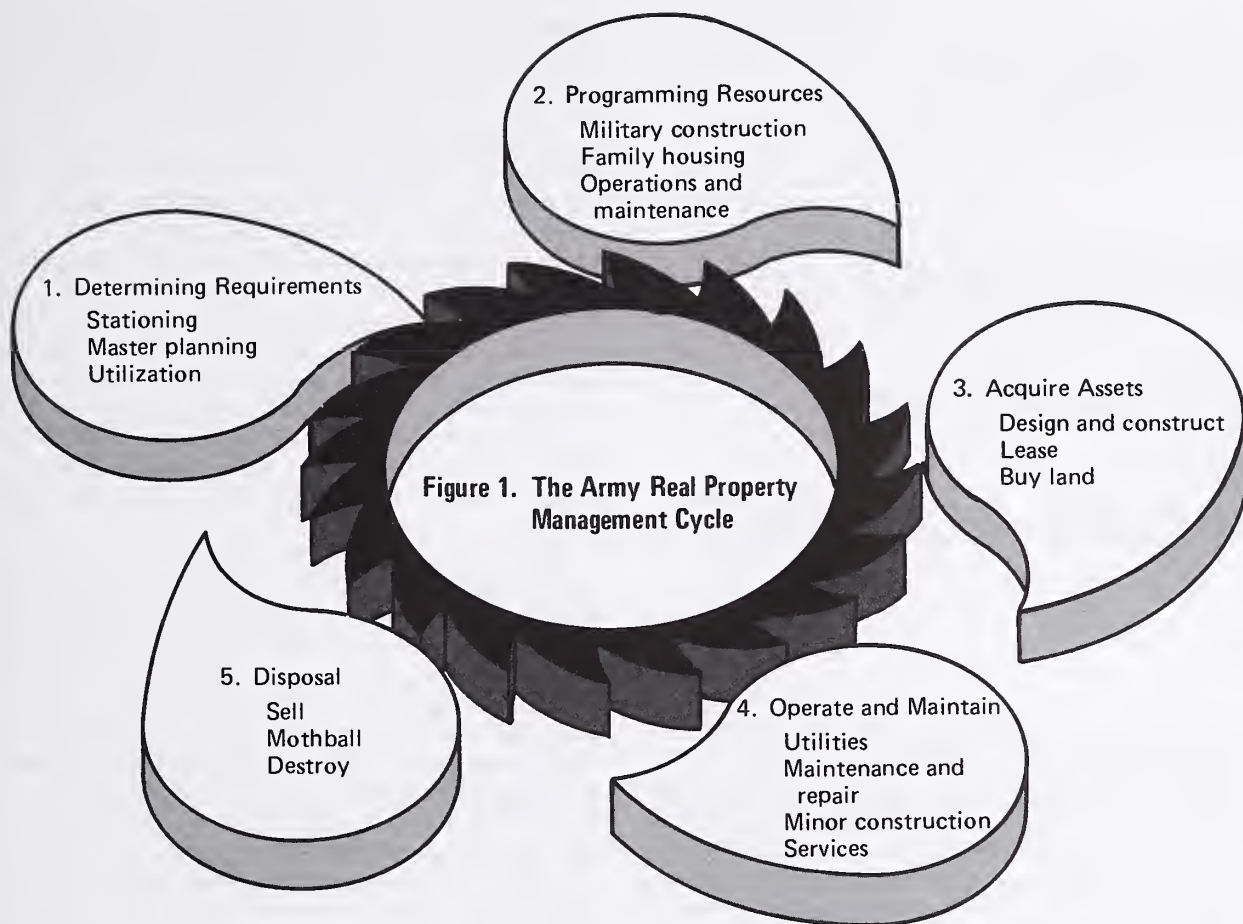 2. Programming Resources
Military construction
Family housing
Operations and
maintenance
1. Determining Requirements
Stationing
Master planning
Utilization
3. Acquire Assets
Design and construct
Lease
Buy land
Figure 1. The Army Real Property
Management Cycle
5. Disposal
Sell
Mothball
Destroy
4. Operate and Maintain
Utilities
Maintenance and
repair
Minor construction
Services